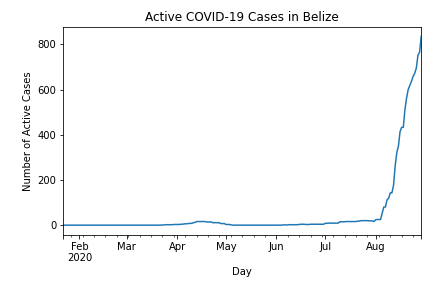 Active COVID-19 Cases in Belize
Number of Active Cases
800
600
400
200
0
Feb Mar Apr May Jun Jul Aug
2020
Day